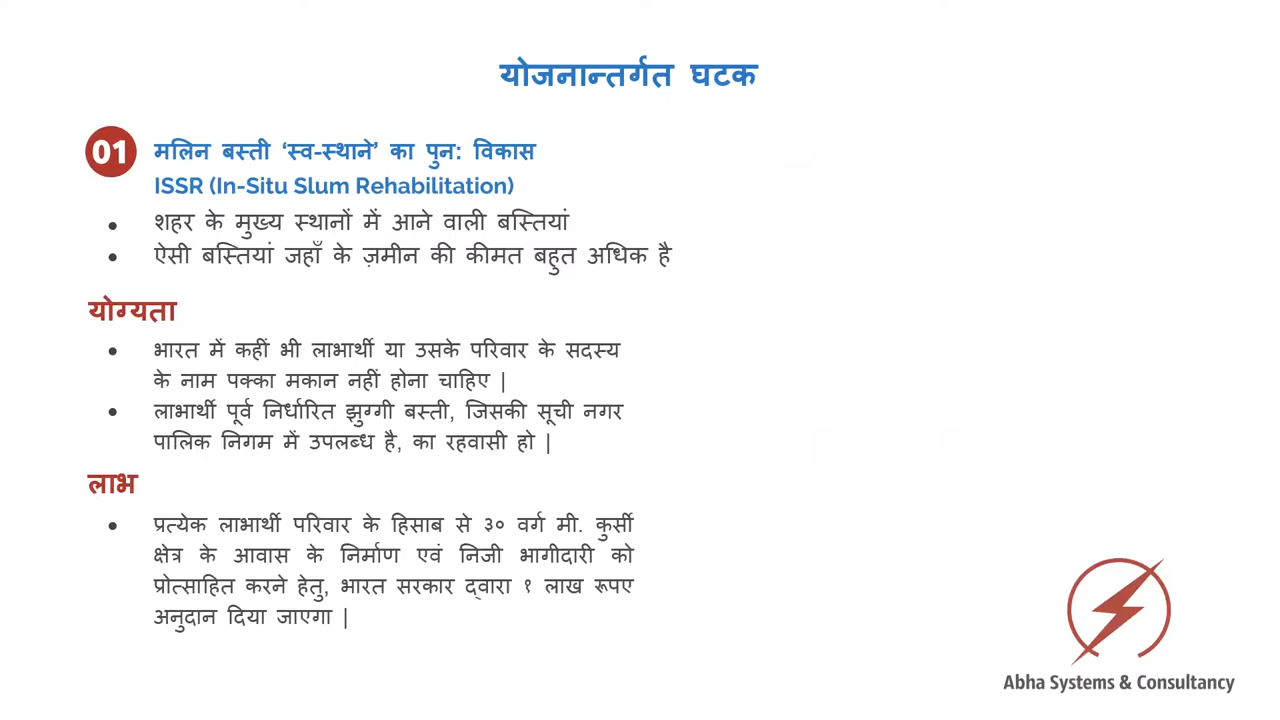 योजनान्तर्गत घटक
01
मलिन बस्ती ‘स्व-स्थाने’ का पुन: विकास
ISSR (In-Situ Slum Rehabilitation)
• शहर के मुख्य स्थानों में आने वाली बस्तियां
• ऐसी बस्तियां जहाँ के ज़मीन की कीमत बहुत अधिक है
योग्यता
• भारत में कहीं भी लाभार्थी या उसके परिवार के सदस्य
के नाम पक्का मकान नहीं होना चाहिए |
• लाभार्थी पूर्व निर्धारित झुग्गी बस्ती, जिसकी सूची नगर
पालिक निगम में उपलब्ध है, का रहवासी हो |
लाभ
• प्रत्येक लाभार्थी परिवार के हिसाब से ३० वर्ग मी. कुर्सी
क्षेत्र के आवास के निर्माण एवं निजी भागीदारी को
प्रोत्साहित करने हेतु, भारत सरकार द्वारा १ लाख रूपए
अनुदान दिया जाएगा |
Abha Systems & Consultancy